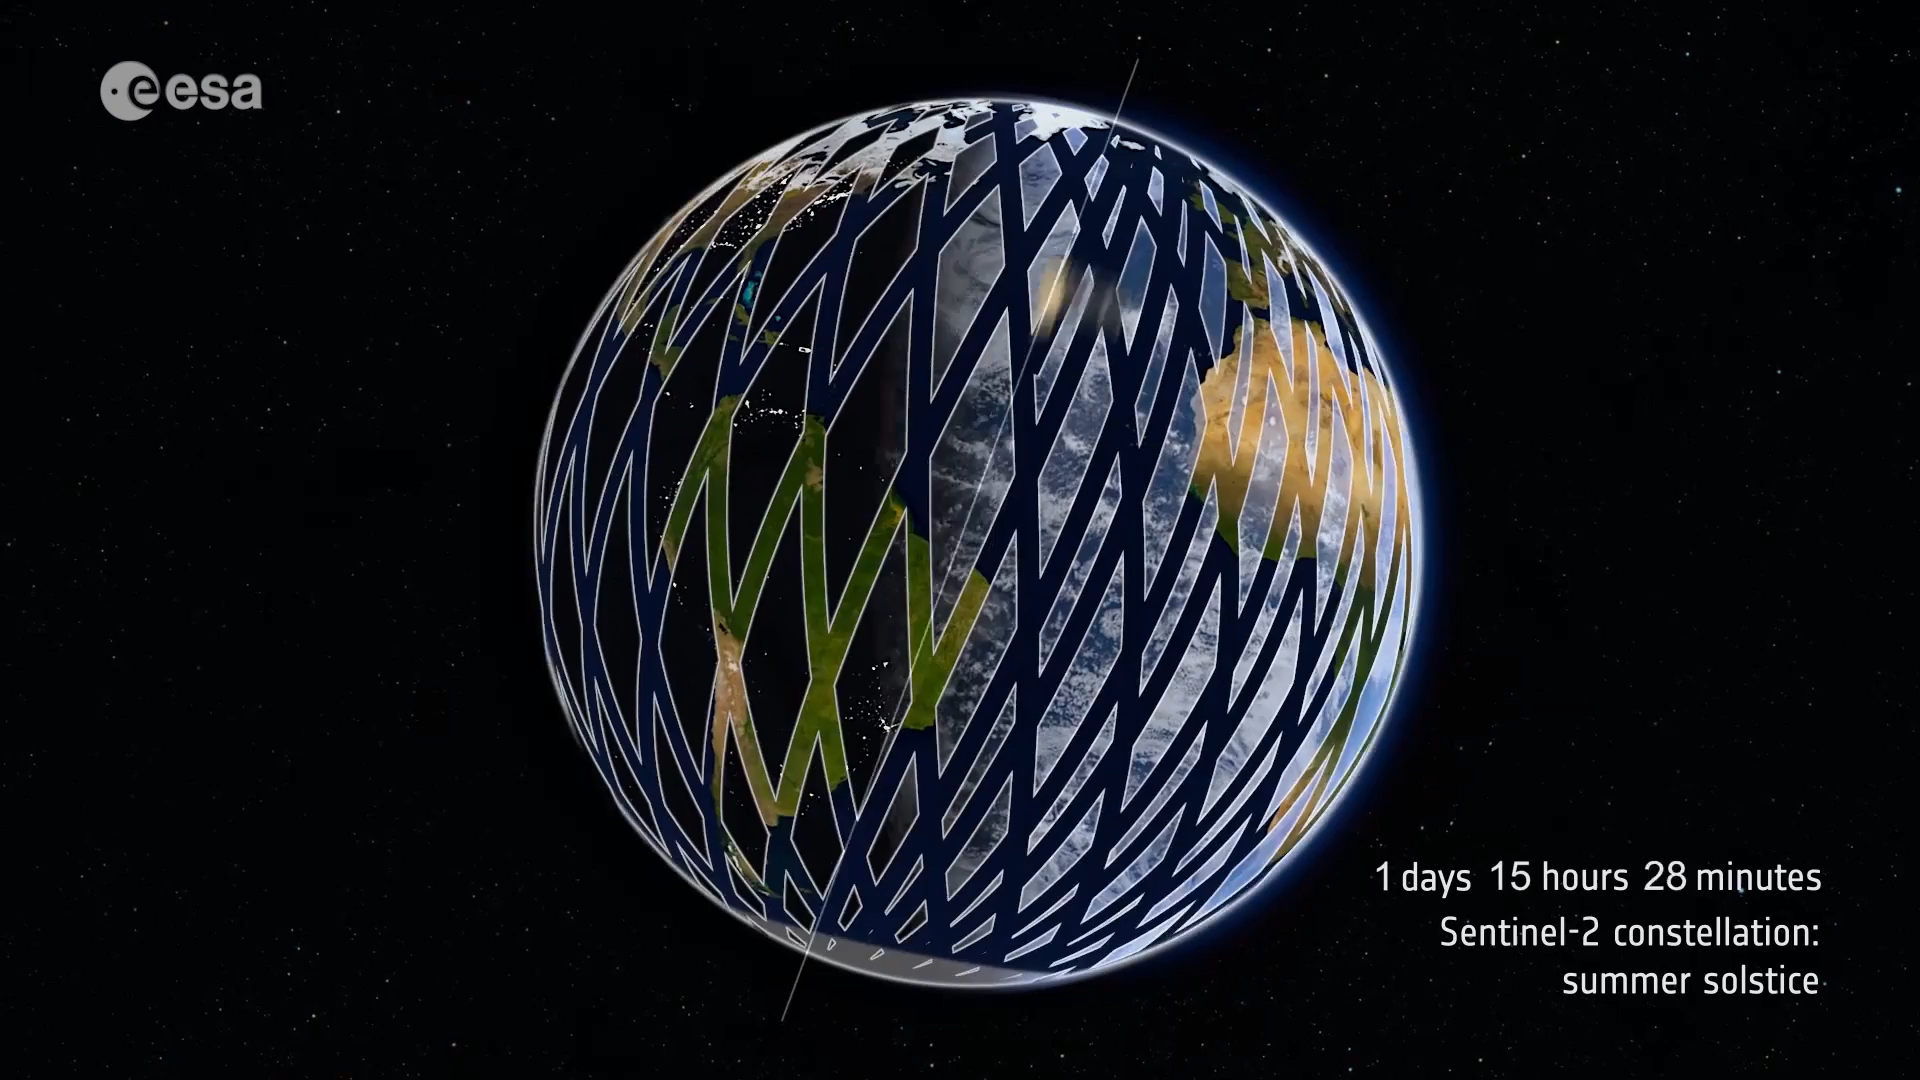 esa
1 days 15 hours 28 minutes
Sentinel-2 constellation:
summer solstice